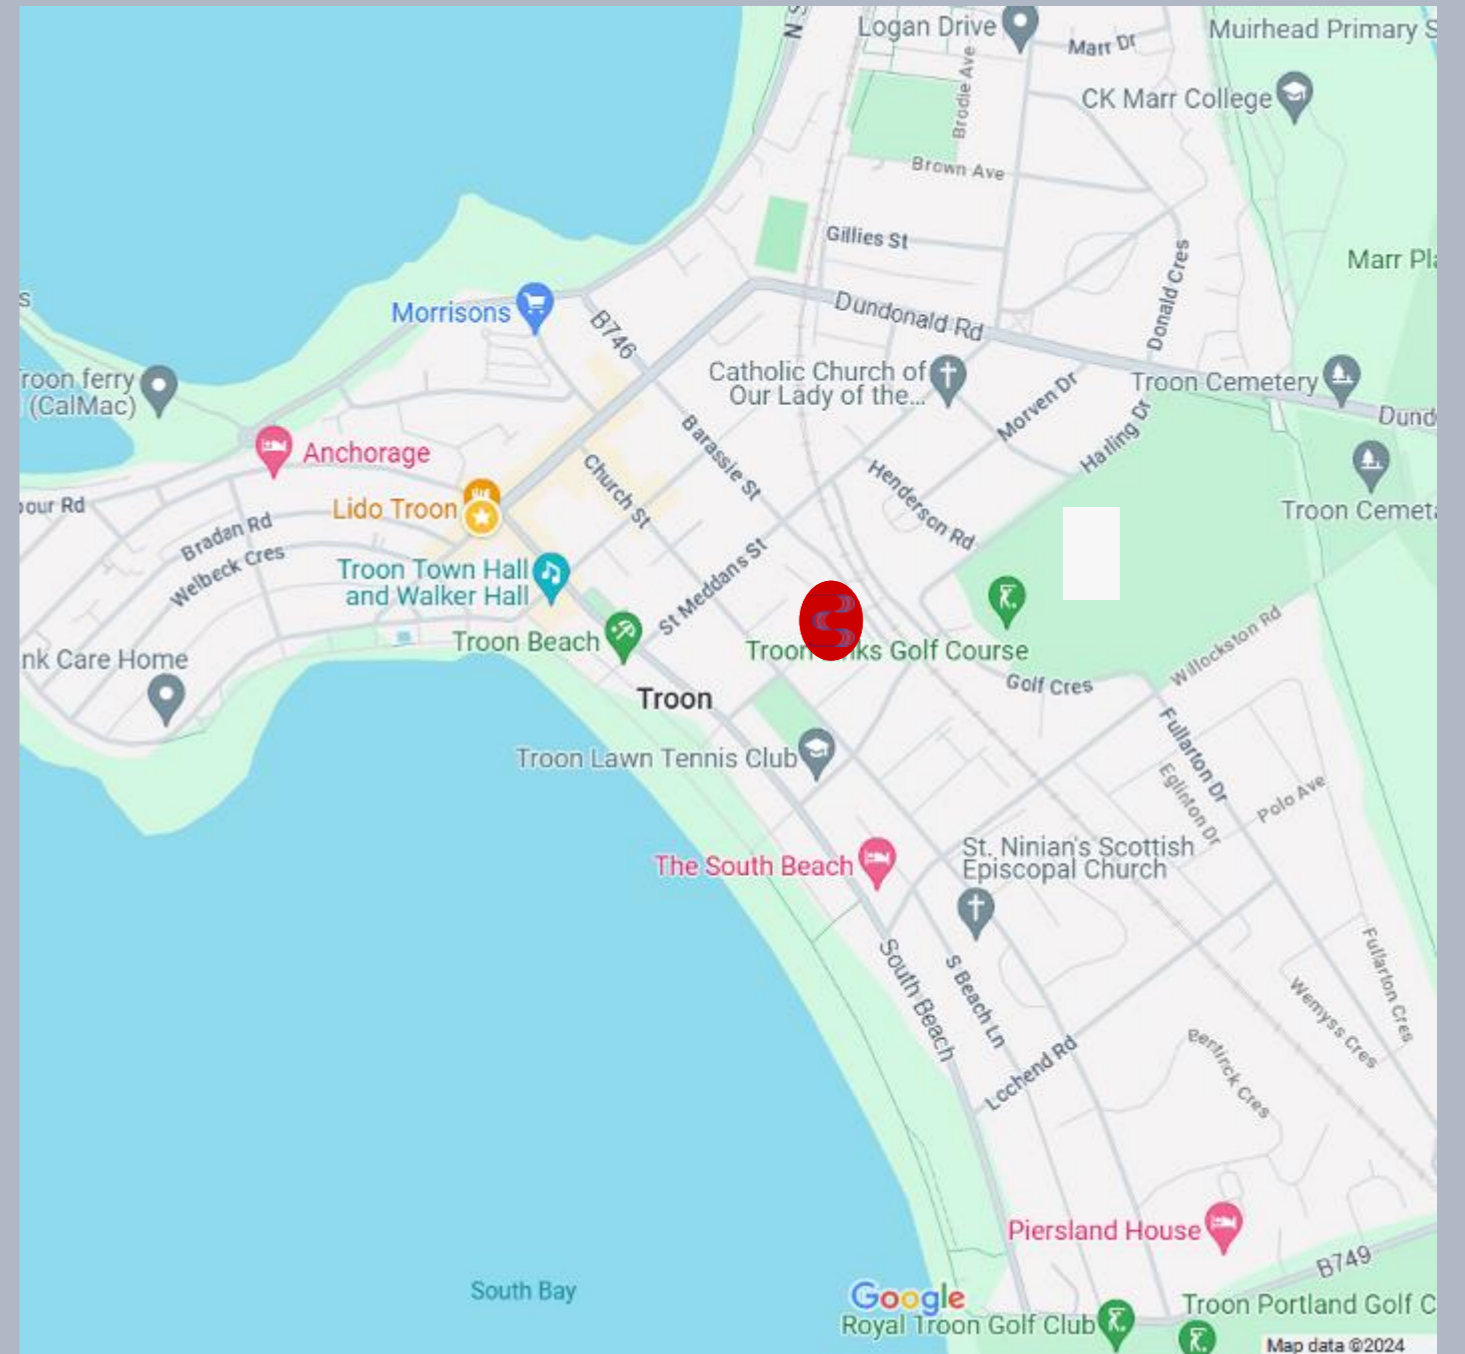 Logan Drive
N S
Marr Dr
Muirhead Primary S
Brodie Ave
CK Marr College
Brown Ave
Gillies St
Donald Cres
Marr Pla
Morrisons
B746
Dundonald Rd
Catholic Church of
Our Lady of the...
Troon Cemetery
roon ferry
(CalMac)
Morven Dr
Harling Dr
Dund
Anchorage
Barassie St
Church St
Henderson Rd
Lido Troon
our Rd
Bradan Rd
Welbeck Cres
Troon Cemeta
Troon Town Hall
and Walker Hall
St Meddans St
Troon Beach
nk Care Home
Troon nks Golf Course
Willockston Rd
Golf Cres
Troon
Fullarton Dr
Troon Lawn Tennis Club
Eglinton Dr
Polo Ave
The South Beach
St. Ninian's Scottish
Episcopal Church
South Beach
S Beach Ln
Fullarton Cres
Wemyss Cres
Lochend Rd
Bentinck Cres
Piersland House
B749
South Bay
Google
Royal Troon Golf Club
Troon Portland Golf C
Map data ©2024